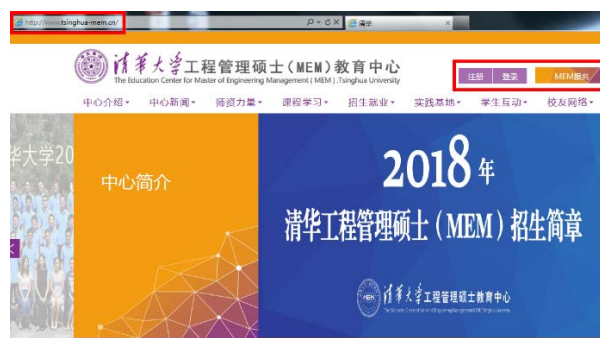 http://www.tsinghua-mem.cn/
清华
清华大学工程管理硕士（MEM）教育中心
The Education Center for Master of Engineering Management ( MEM ) ,Tsinghua University
注册 登录 MEM报名
中心介绍 中心新闻 师资力量 课程学习 招生就业 实践基地 学生互动 校友网络
华大学20
中心简介
2018年
清华工程管理硕士（MEM）招生简章
清华大学工程管理硕士教育中心